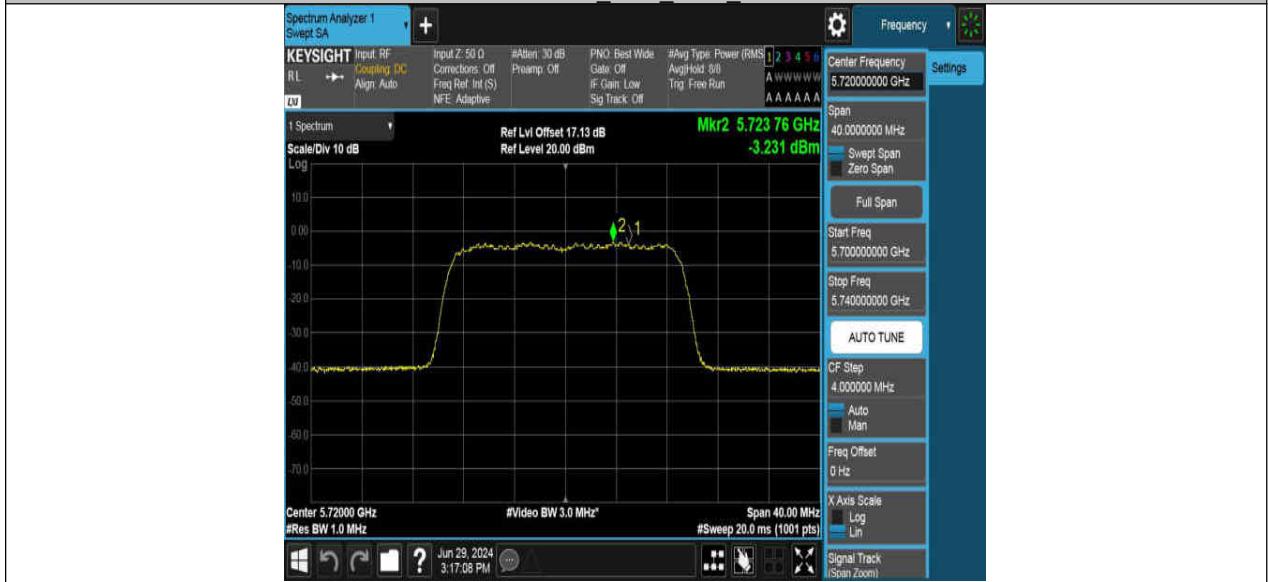 Spectrum Analyzer 1
Swept SA
+
Frequency
KEYSIGHT
RL
LXI
Input: RF
Coupling: DC
Align: Auto
Input Z: 50 Ω
Corrections: Off
Freq Ref: Int (S)
NFE: Adaptive
#Atten: 30 dB
Preamp: Off
PNO: Best Wide
Gate: Off
IF Gain: Low
Sig Track: Off
#Avg Type: Power (RMS
Avg|Hold: 8/8
Trig: Free Run
1 2 3 4 5 6
A W W W W W
A A A A A A
1 Spectrum
Scale/Div 10 dB
Log
Ref Lvl Offset 17.13 dB
Ref Level 20.00 dBm
Mkr2 5.723 76 GHz
-3.231 dBm
10.0
0.00
-10.0
-20.0
-30.0
-40.0
-50.0
-60.0
-70.0
2 1
Center 5.72000 GHz
#Res BW 1.0 MHz
#Video BW 3.0 MHz*
Span 40.00 MHz
#Sweep 20.0 ms (1001 pts)
Center Frequency
5.720000000 GHz
Settings
Span
40.0000000 MHz
Swept Span
Zero Span
Full Span
Start Freq
5.700000000 GHz
Stop Freq
5.740000000 GHz
AUTO TUNE
CF Step
4.000000 MHz
Auto
Man
Freq Offset
0 Hz
X Axis Scale
Log
Lin
Signal Track
(Span Zoom)
?
Jun 29, 2024
3:17:08 PM